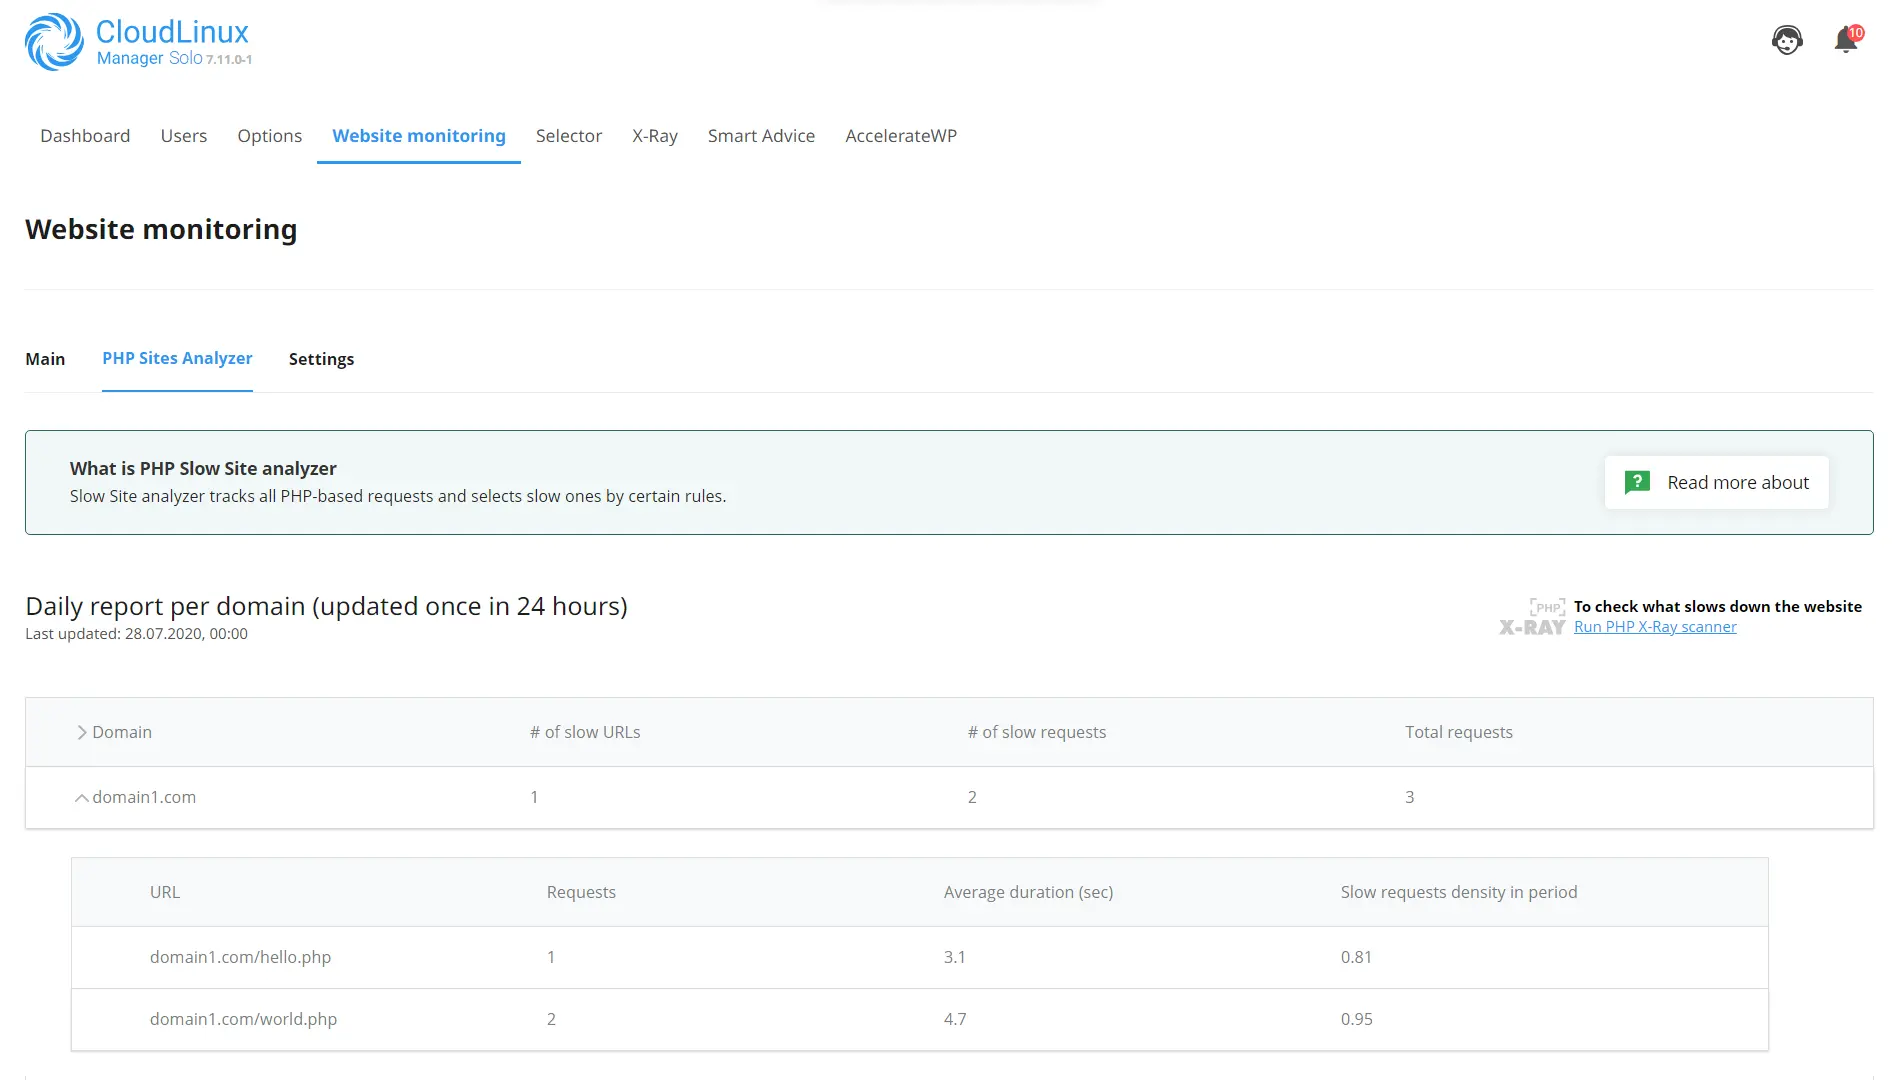 CloudLinux
Manager Solo 7.11.0-1
10
Dashboard Users Options Website monitoring Selector X-Ray Smart Advice AccelerateWP
Website monitoring
Main PHP Sites Analyzer Settings
What is PHP Slow Site analyzer
Slow Site analyzer tracks all PHP-based requests and selects slow ones by certain rules.
? Read more about
Daily report per domain (updated once in 24 hours)
Last updated: 28.07.2020, 00:00
PHP
X-RAY
To check what slows down the website
Run PHP X-Ray scanner
Domain # of slow URLs # of slow requests Total requests
domain1.com 1 2 3
URL Requests Average duration (sec) Slow requests density in period
domain1.com/hello.php 1 3.1 0.81
domain1.com/world.php 2 4.7 0.95